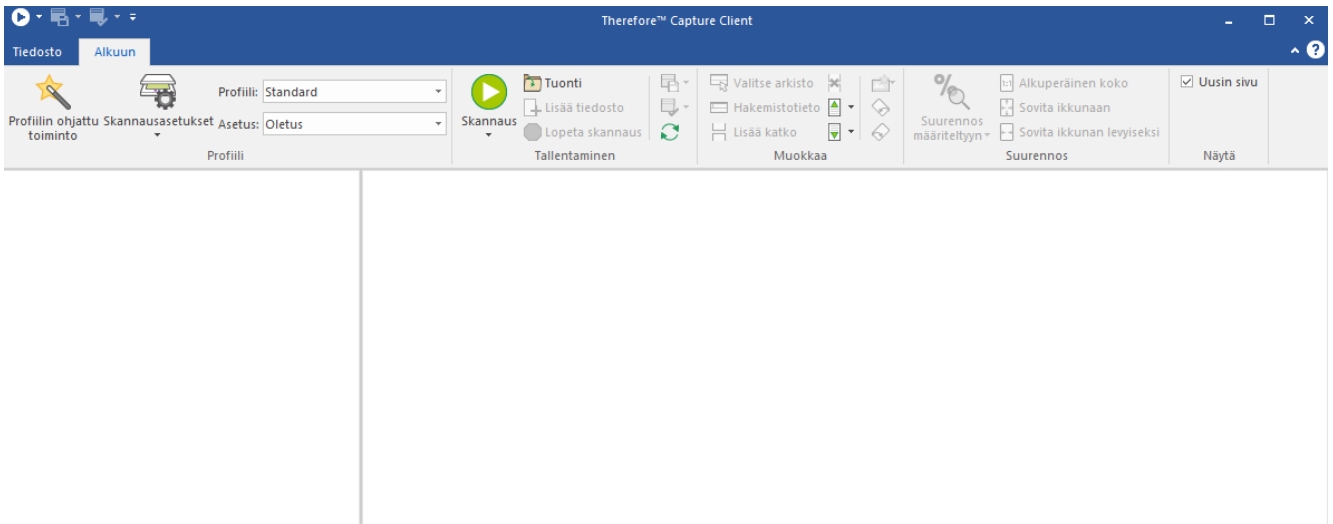 Therefore™ Capture Client
Tiedosto
Alkuun
Profiilin ohjattu
toiminto
Skannausasetukset
Profiili: Standard
Asetus: Oletus
Profiili
Skannaus
Tuonti
Lisää tiedosto
Lopeta skannaus
Tallentaminen
Valitse arkisto
Hakemistotieto
Lisää katko
Muokkaa
Suurennos
määriteltyyn
1:1 Alkuperäinen koko
Sovita ikkunaan
Sovita ikkunan levyiseksi
Suurennos
Uusin sivu
Näytä